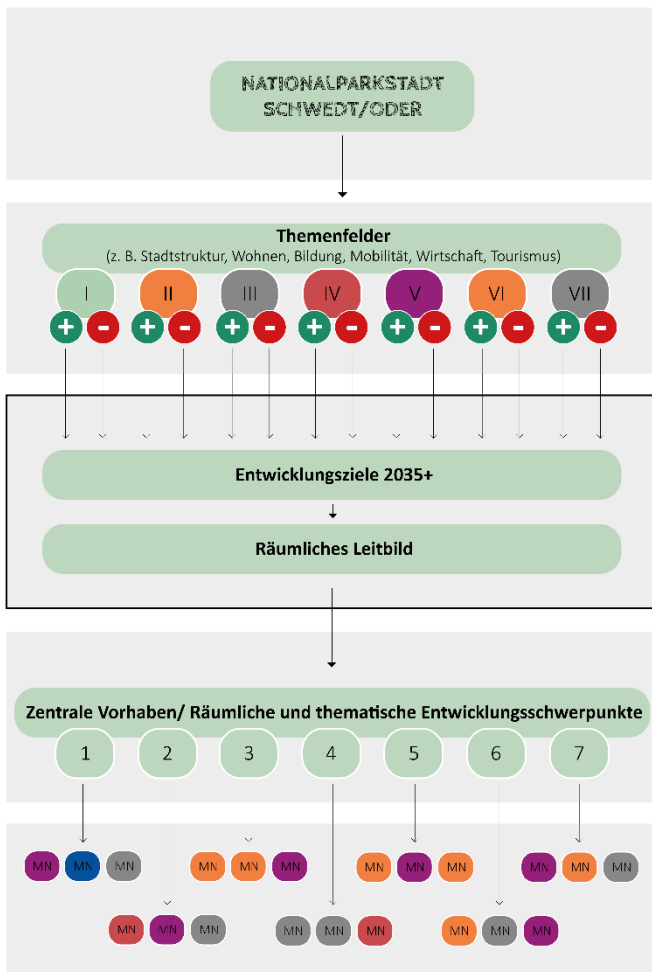 NATIONALPARKSTADT
SCHWEDT/ODER
Themenfelder
(z. B. Stadtstruktur, Wohnen, Bildung, Mobilität, Wirtschaft, Tourismus)
I II III IV V VI VII
+ - + - + - + - + - + - + -
Entwicklungsziele 2035+
Räumliches Leitbild
Zentrale Vorhaben/ Räumliche und thematische Entwicklungsschwerpunkte
1 2 3 4 5 6 7
MN MN MN MN MN MN MN MN MN MN MN MN
MN MN MN MN MN MN MN MN MN